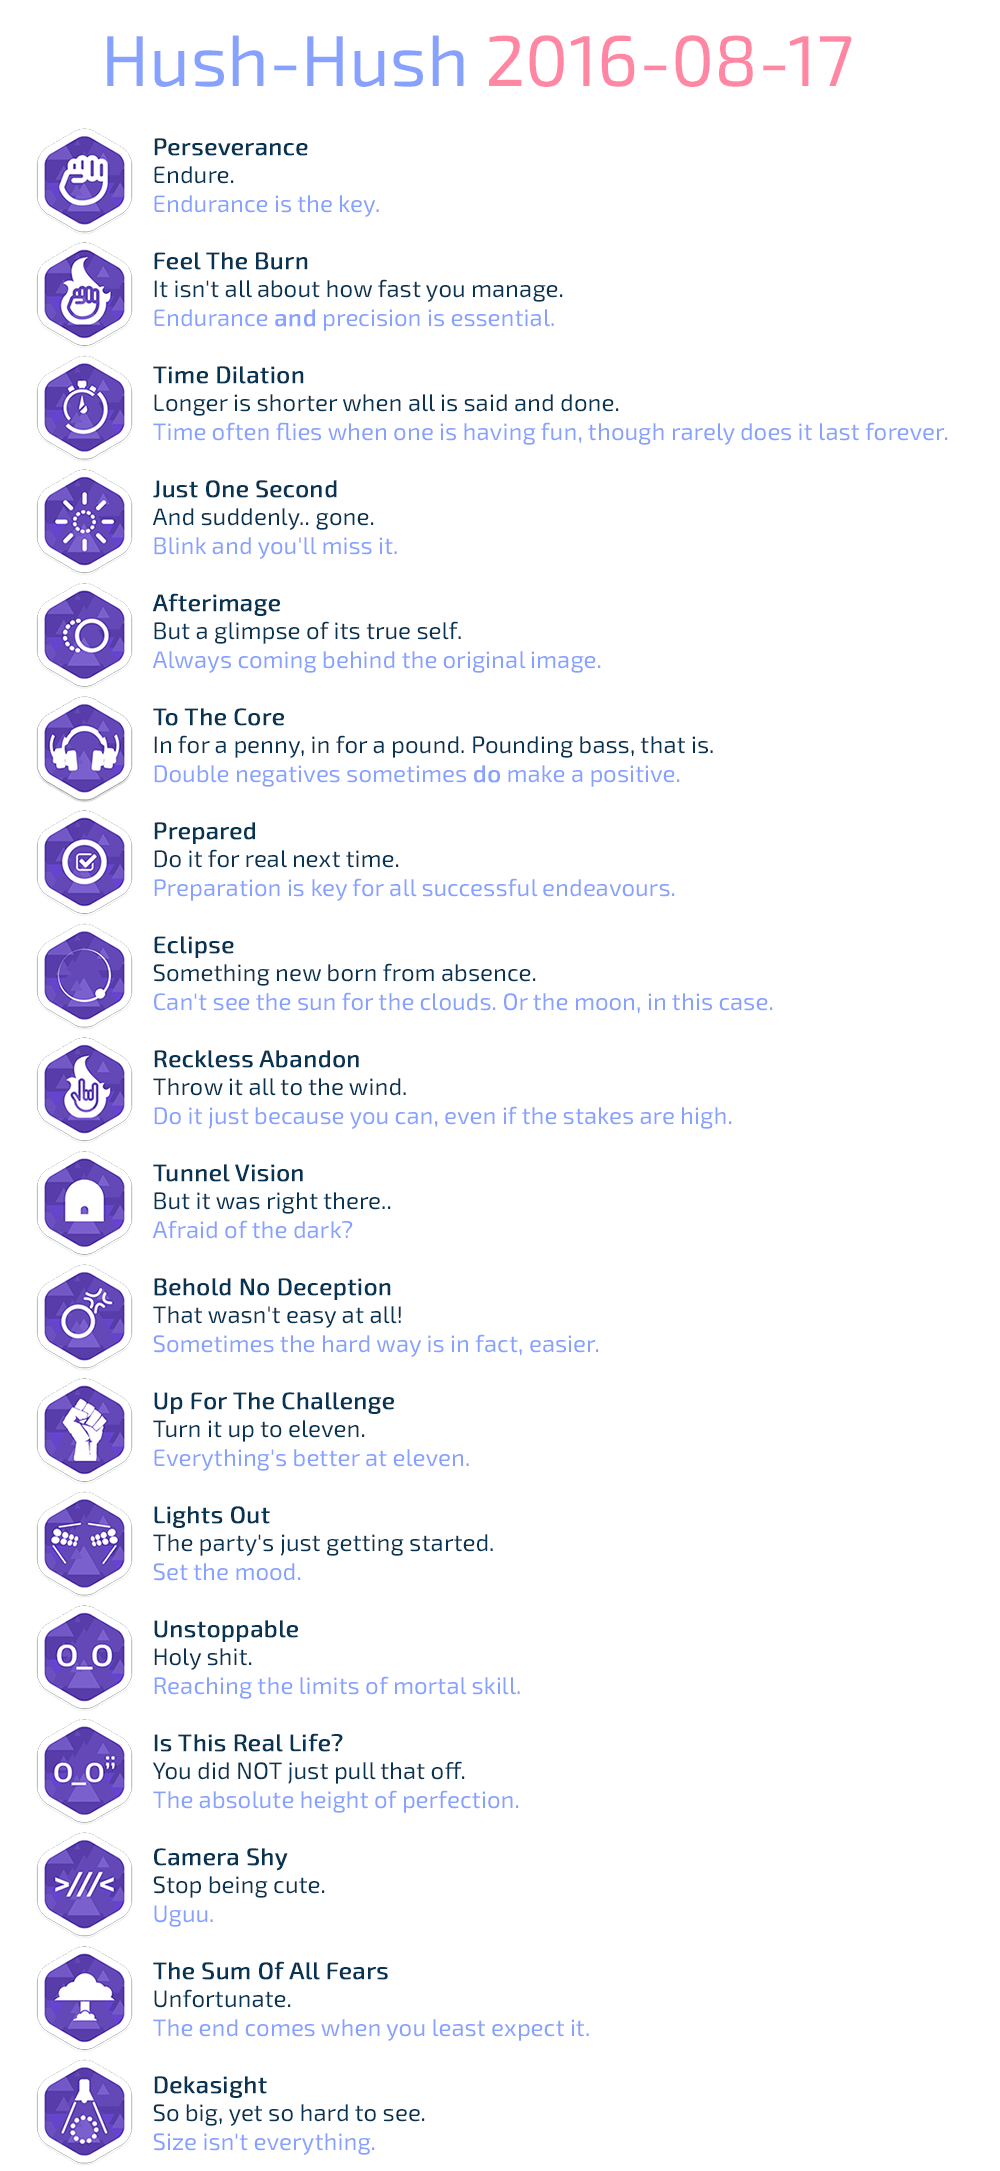 Hush-Hush 2016-08-17
Perseverance
Endure.
Endurance is the key.
Feel The Burn
It isn't all about how fast you manage.
Endurance and precision is essential.
Time Dilation
Longer is shorter when all is said and done.
Time often flies when one is having fun, though rarely does it last forever.
Just One Second
And suddenly.. gone.
Blink and you'll miss it.
Afterimage
But a glimpse of its true self.
Always coming behind the original image.
To The Core
In for a penny, in for a pound. Pounding bass, that is.
Double negatives sometimes do make a positive.
Prepared
Do it for real next time.
Preparation is key for all successful endeavours.
Eclipse
Something new born from absence.
Can't see the sun for the clouds. Or the moon, in this case.
Reckless Abandon
Throw it all to the wind.
Do it just because you can, even if the stakes are high.
Tunnel Vision
But it was right there..
Afraid of the dark?
Behold No Deception
That wasn't easy at all!
Sometimes the hard way is in fact, easier.
Up For The Challenge
Turn it up to eleven.
Everything's better at eleven.
Lights Out
The party's just getting started.
Set the mood.
Unstoppable
O_O
Holy shit.
Reaching the limits of mortal skill.
Is This Real Life?
O_O"
You did NOT just pull that off.
The absolute height of perfection.
Camera Shy
>///<
Stop being cute.
Uguu.
The Sum Of All Fears
Unfortunate.
The end comes when you least expect it.
Dekasight
So big, yet so hard to see.
Size isn't everything.